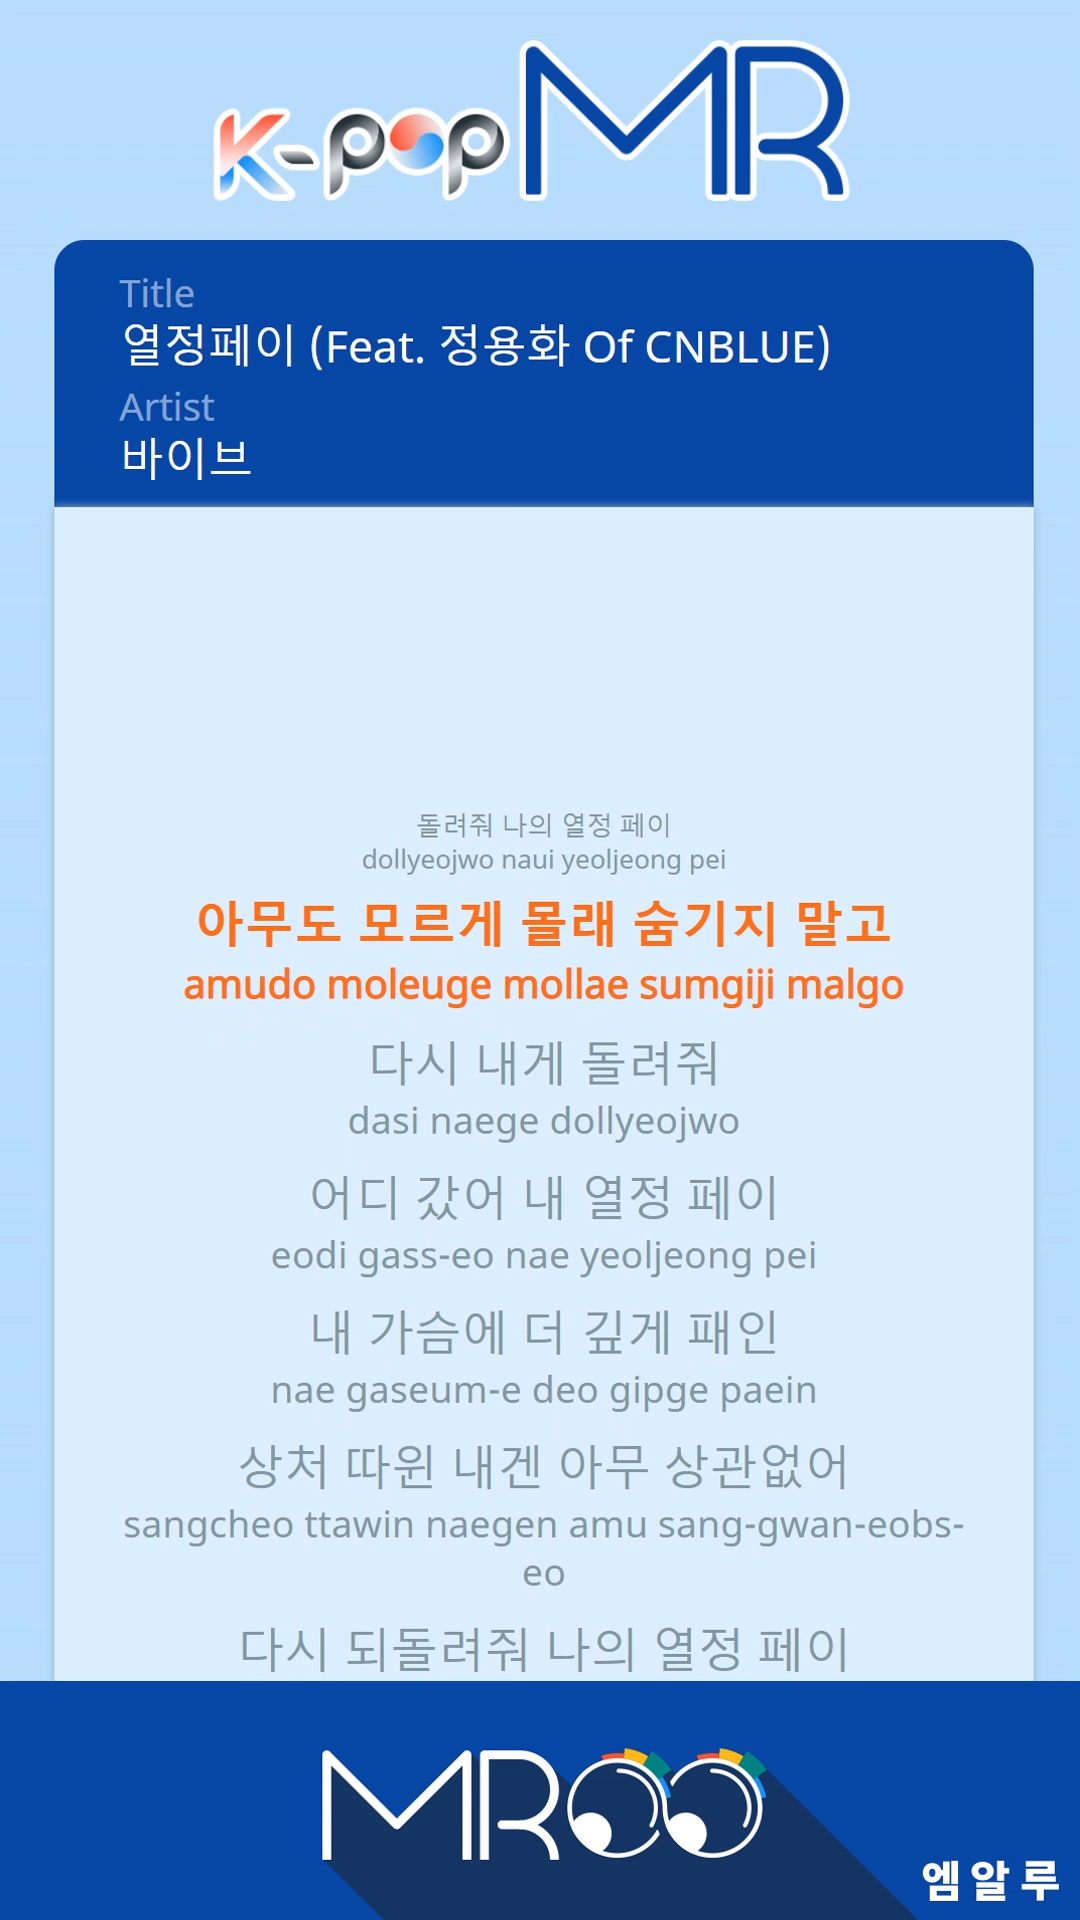 K-pop MR
Title
열정페이 (Feat. 정용화 Of CNBLUE)
Artist
바이브
돌려줘 나의 열정 페이
dollyeojwo naui yeoljeong pei
아무도 모르게 몰래 숨기지 말고
amudo moleuge mollae sumgiji malgo
다시 내게 돌려줘
dasi naege dollyeojwo
어디 갔어 내 열정 페이
eodi gass-eo nae yeoljeong pei
내 가슴에 더 깊게 패인
nae gaseum-e deo gipge paein
상처 따윈 내겐 아무 상관없어
sangcheo ttawin naegen amu sang-gwan-eobs-
eo
다시 되돌려줘 나의 열정 페이
MROO
엠알루